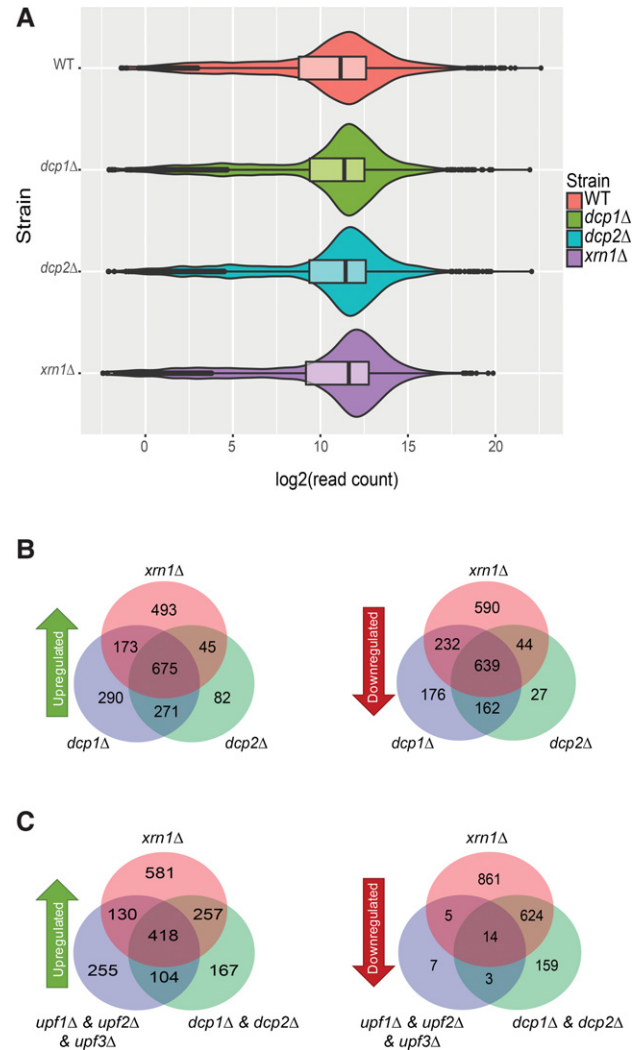 A
WT
dcp1Δ
dcp2Δ
xrn1Δ
Strain
0 5 10 15 20
log2(read count)
Strain
WT
dcp1Δ
dcp2Δ
xrn1Δ
B
Upregulated
xrn1Δ
493
173 45
675
290 271 82
dcp1Δ dcp2Δ
Downregulated
xrn1Δ
590
232 44
639
176 162 27
dcp1Δ dcp2Δ
C
Upregulated
xrn1Δ
581
130 257
418
255 104 167
upf1Δ & upf2Δ
& upf3Δ
dcp1Δ & dcp2Δ
Downregulated
xrn1Δ
861
5 624
14
7 3 159
upf1Δ & upf2Δ
& upf3Δ
dcp1Δ & dcp2Δ